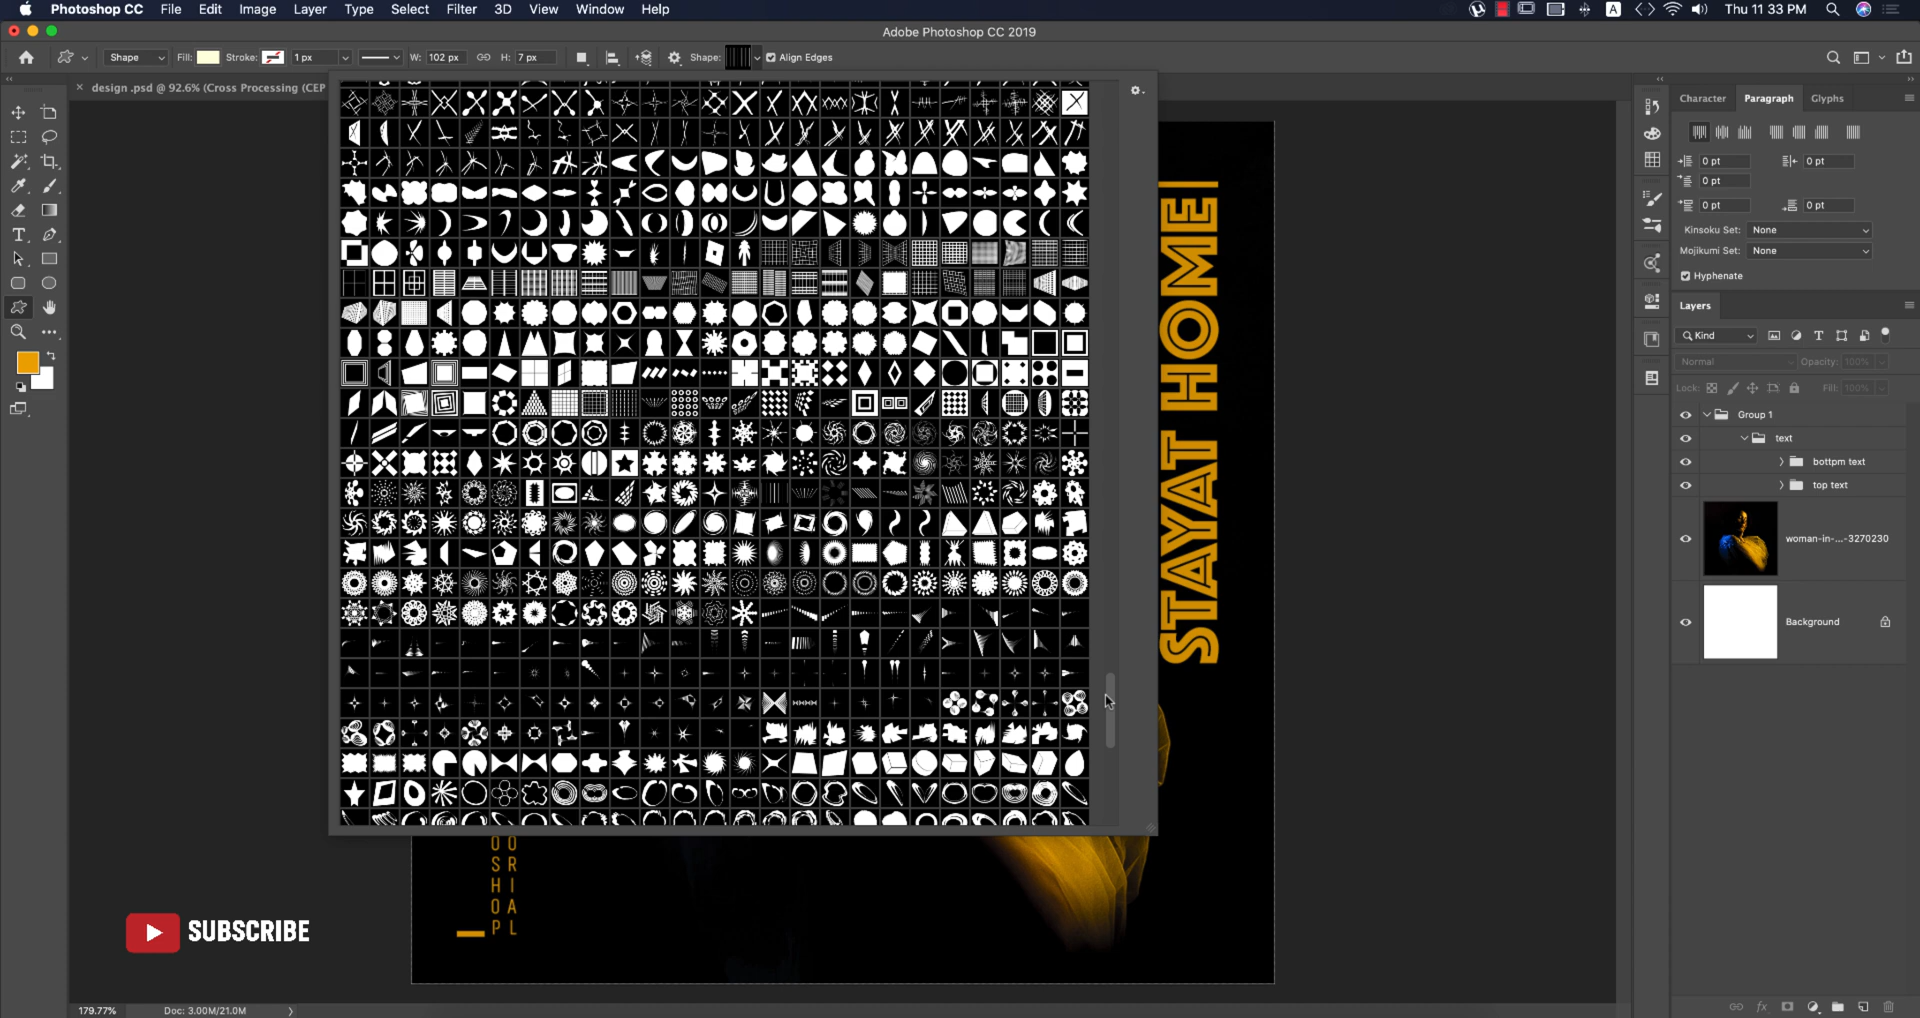 Photoshop CC File Edit Image Layer Type Select Filter 3D View Window Help
A Thu 11 33 PM
Adobe Photoshop CC 2019
Shape Fill: Stroke: 1 px W: 102 px H: 7 px Shape: Align Edges
design .psd @ 92.6% (Cross Processing (CEP
Character Paragraph Glyphs
0 pt 0 pt
0 pt
0 pt 0 pt
Kinsoku Set: None
Mojikumi Set: None
Hyphenate
Layers
Kind
Normal Opacity: 100%
Lock: Fill: 100%
Group 1
text
bottpm text
top text
woman-in-...-3270230
Background
STAYAT HOME
OSHOP
ORIAL
SUBSCRIBE
179.77% Doc: 3.00M/21.0M